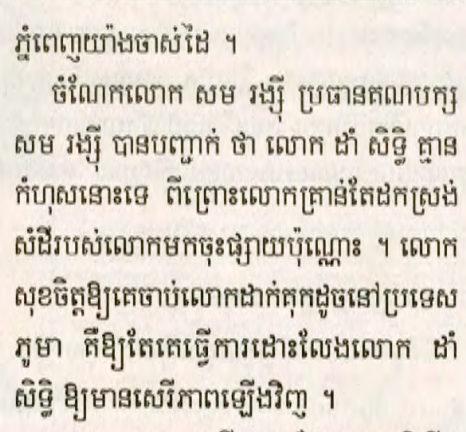 ភ្នំពេញយ៉ាងចាស់ដៃ ។
ចំណែកលោក សម រង្ស៊ី ប្រធានគណបក្ស
សម រង្ស៊ី បានបញ្ជាក់ ថា លោក ដាំ សិទ្ធិ គ្មាន
កំហុសនោះទេ ពីព្រោះលោកគ្រាន់តែដកស្រង់
សំដីរបស់លោកមកចុះផ្សាយប៉ុណ្ណោះ ។ លោក
សុខចិត្តឱ្យគេចាប់លោកដាក់គុកដូចនៅប្រទេស
ភូមា គឺឱ្យតែគេធ្វើការដោះលែងលោក ដាំ
សិទ្ធិ ឱ្យមានសេរីភាពឡើងវិញ ។